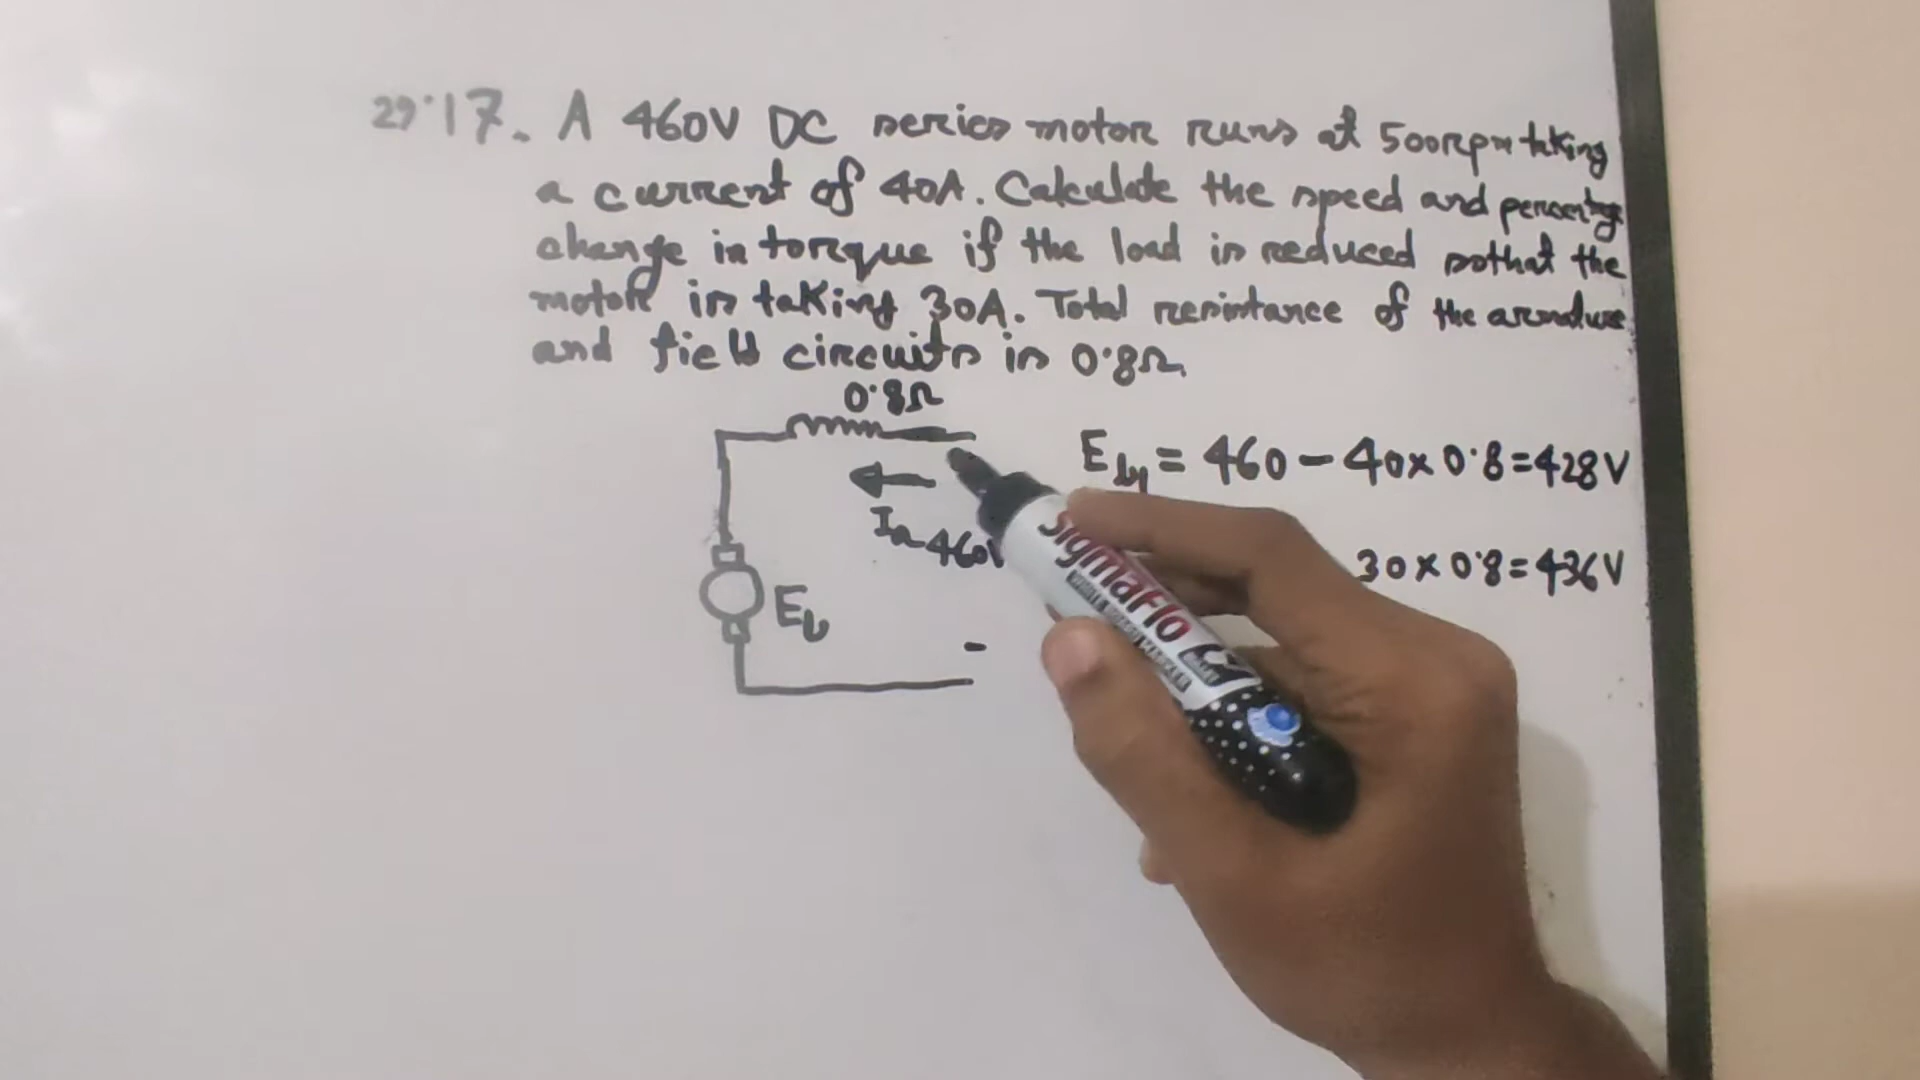 29.17. A 460V DC series motor runs at 500rpm taking
a current of 40A. Calculate the speed and percentage
change in torque if the load is reduced so that the
motor is taking 30A. Total resistance of the armature
and field circuits is 0.8Ω.
0.8Ω
E_b1 = 460 - 40×0.8=428V
Ia
460V
30×0.8=436V
E_b
-
Sigmaflo